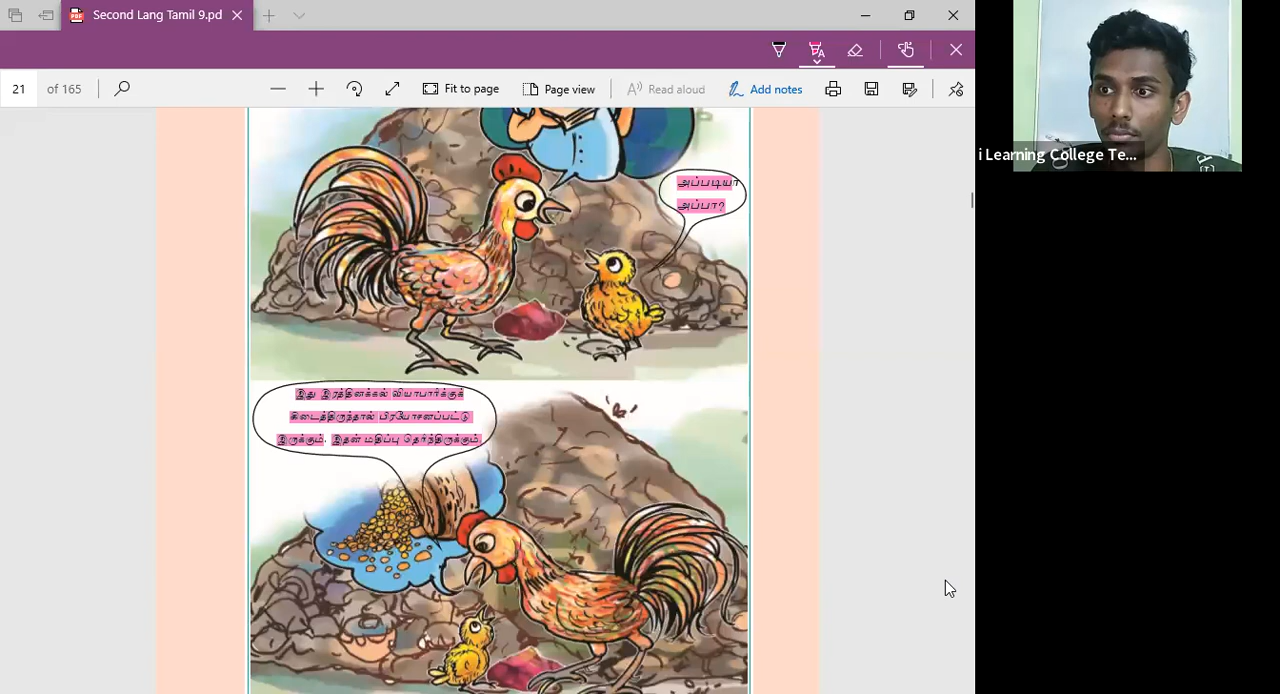 Second Lang Tamil 9.pd
21 of 165
Fit to page
Page view
Read aloud
Add notes
i Learning College Te...
அப்படியா
அப்பா?
இது இரத்தினக்கல் வியாபாரிக்குக்
கிடைத்திருந்தால் பிரயோசனப்பட்டு
இருக்கும். இதன் மதிப்பு தெரிந்திருக்கும்.